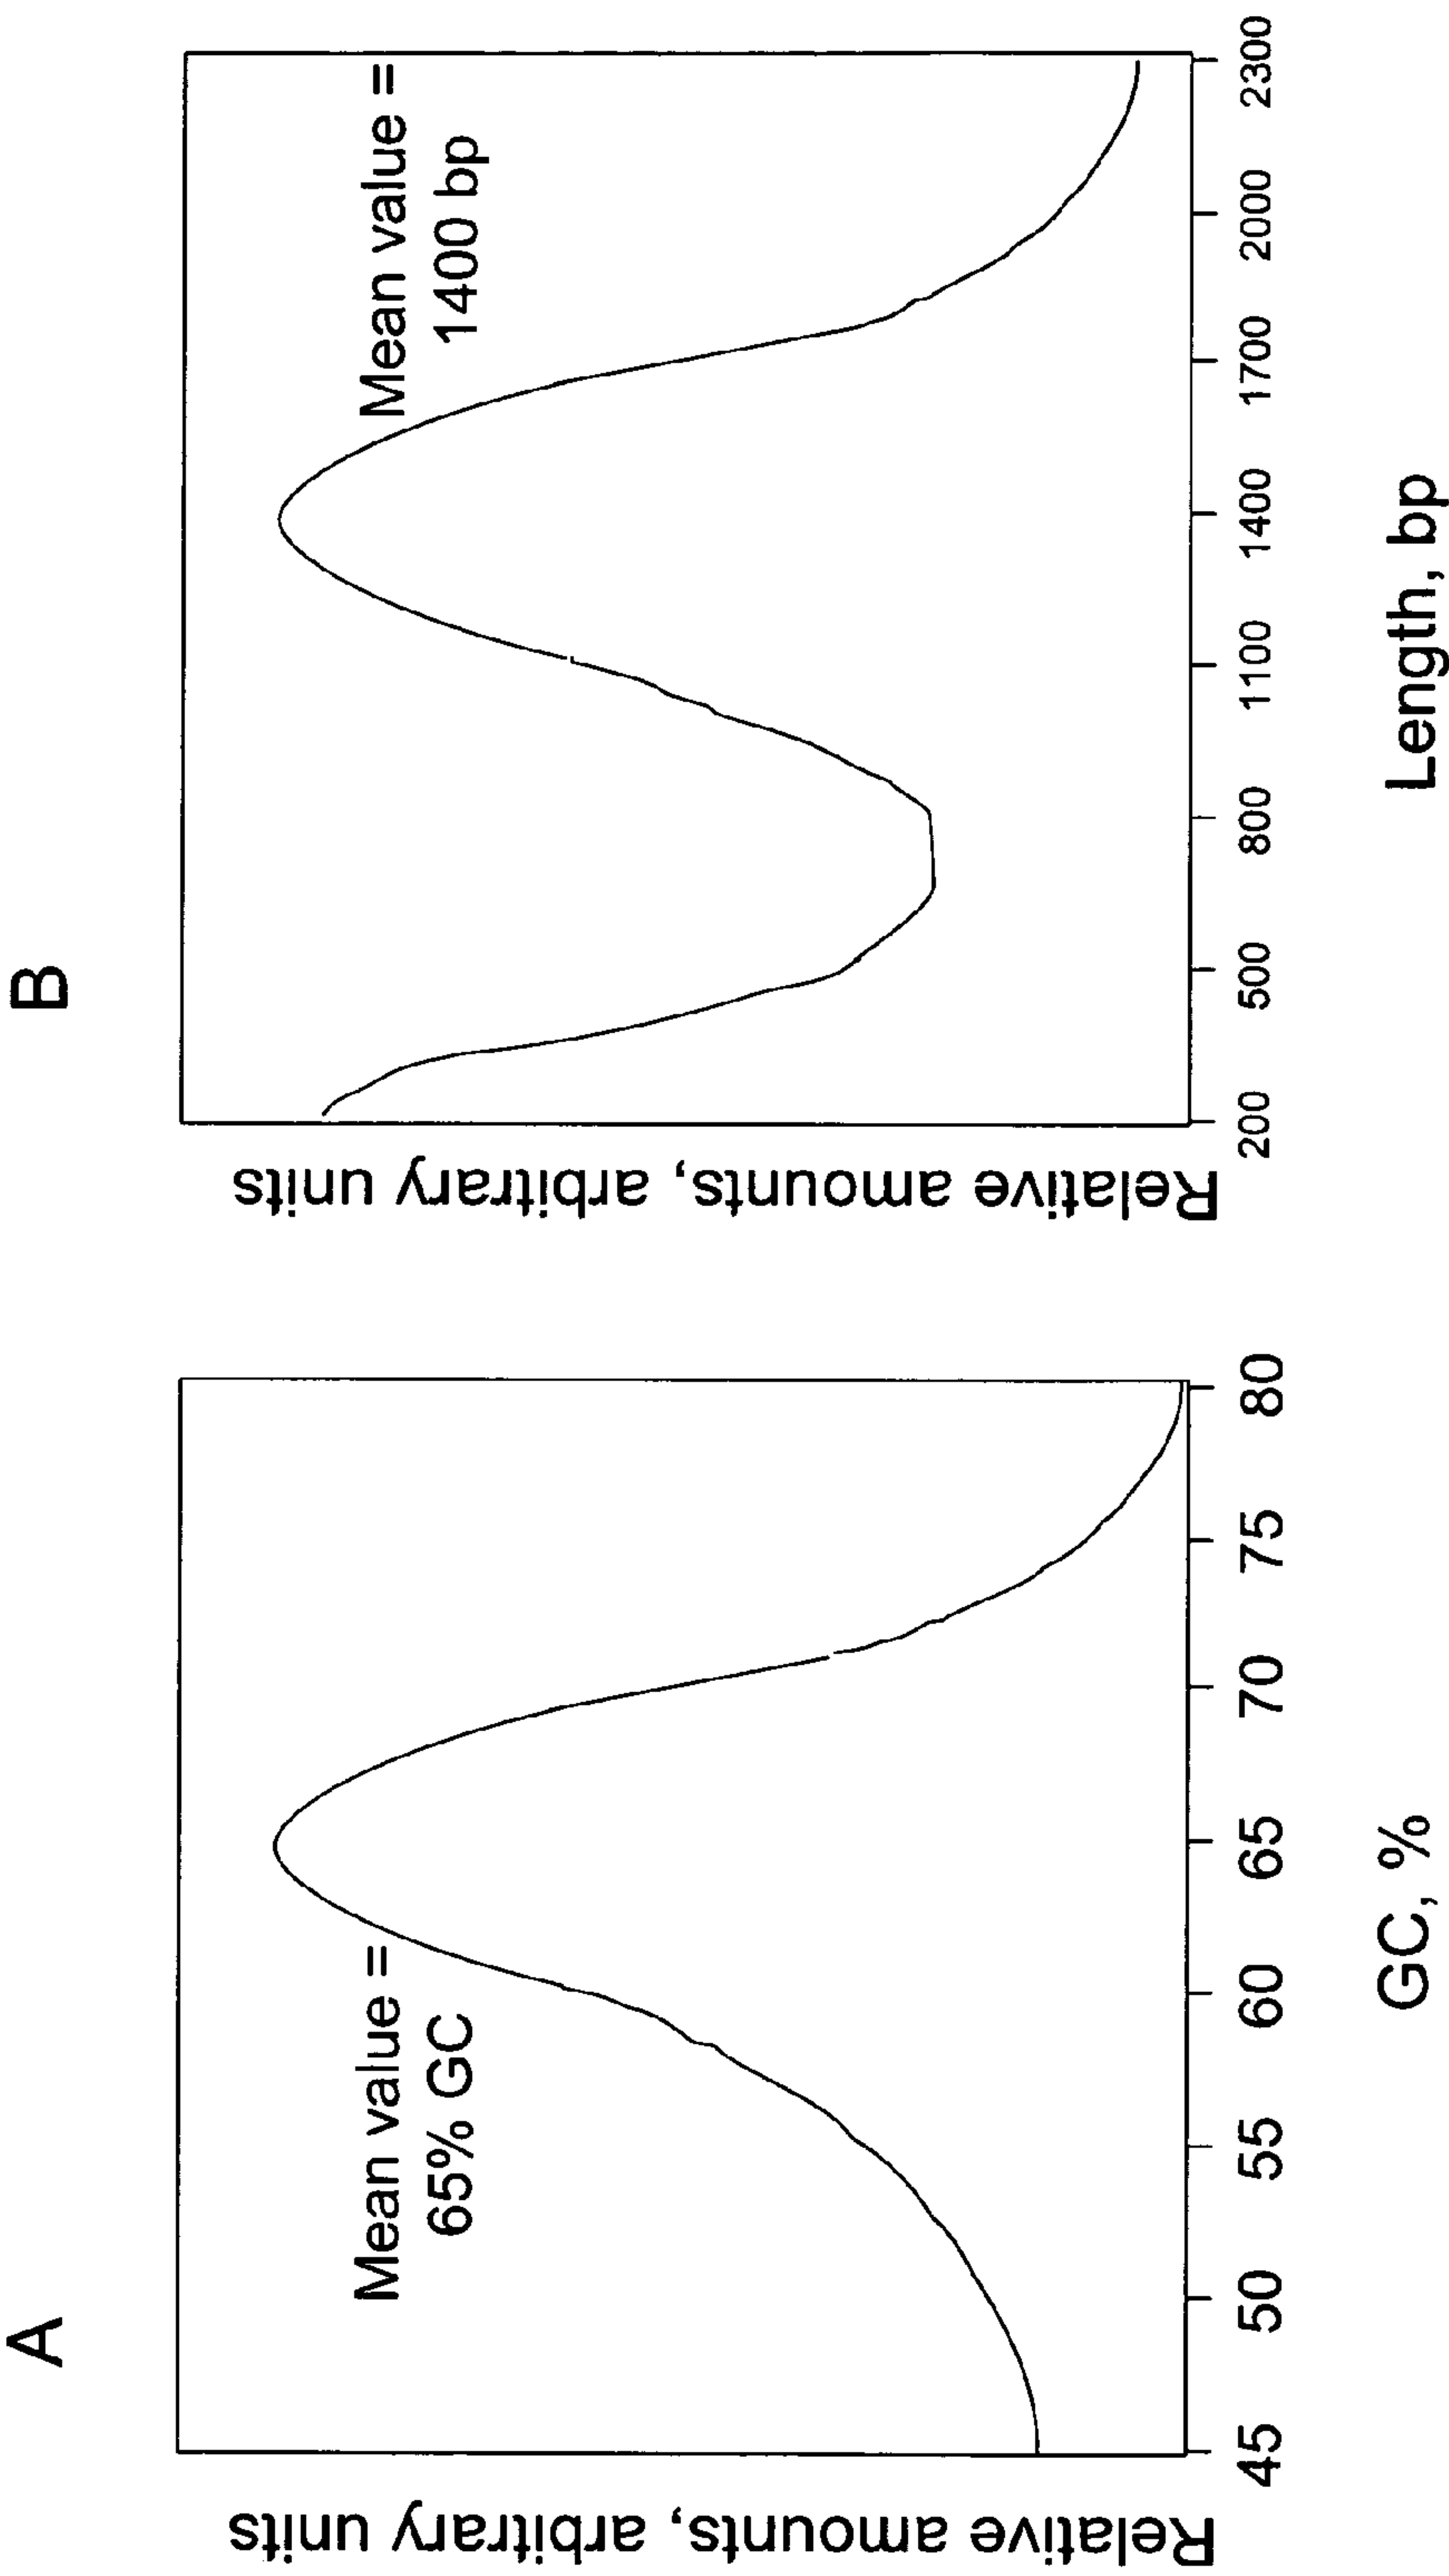 A
Relative amounts, arbitrary units
Mean value =
65% GC
45 50 55 60 65 70 75 80
GC, %
B
Relative amounts, arbitrary units
Mean value =
1400 bp
200 500 800 1100 1400 1700 2000 2300
Length, bp